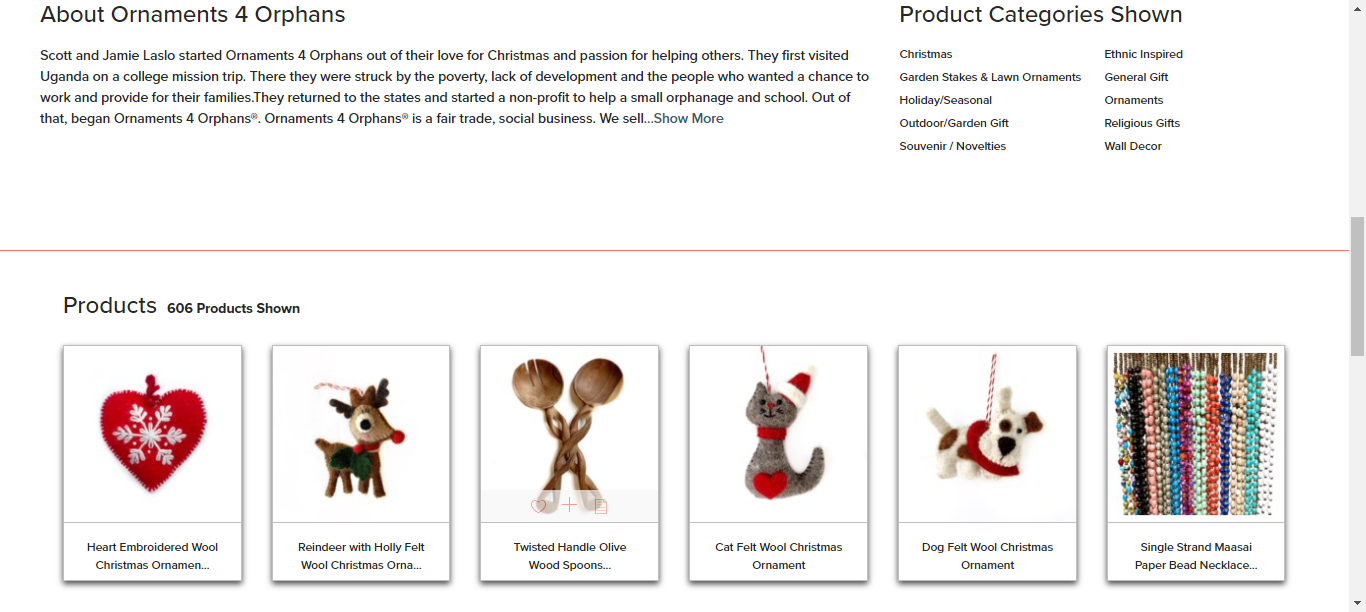 About Ornaments 4 Orphans
Scott and Jamie Laslo started Ornaments 4 Orphans out of their love for Christmas and passion for helping others. They first visited
Uganda on a college mission trip. There they were struck by the poverty, lack of development and the people who wanted a chance to
work and provide for their families.They returned to the states and started a non-profit to help a small orphanage and school. Out of
that, began Ornaments 4 Orphans®. Ornaments 4 Orphans® is a fair trade, social business. We sell...Show More
Product Categories Shown
Christmas
Garden Stakes & Lawn Ornaments
Holiday/Seasonal
Outdoor/Garden Gift
Souvenir / Novelties
Ethnic Inspired
General Gift
Ornaments
Religious Gifts
Wall Decor
Products 606 Products Shown
Heart Embroidered Wool
Christmas Ornamen...
Reindeer with Holly Felt
Wool Christmas Orna...
Twisted Handle Olive
Wood Spoons...
Cat Felt Wool Christmas
Ornament
Dog Felt Wool Christmas
Ornament
Single Strand Maasai
Paper Bead Necklace...